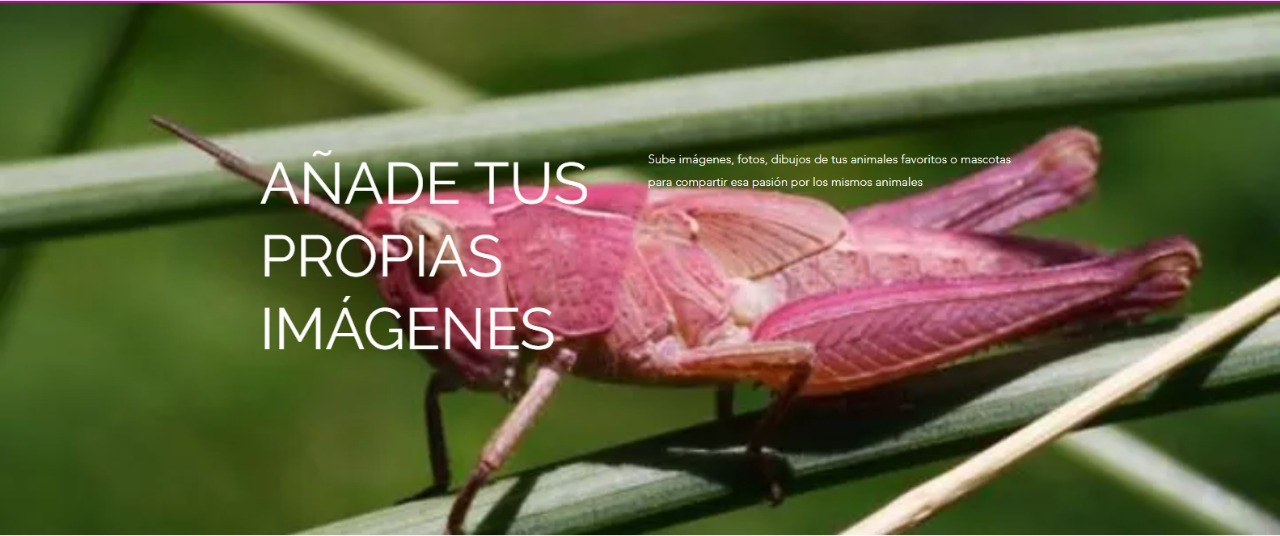 AÑADE TUS
PROPIAS
IMÁGENES
Sube imágenes, fotos, dibujos de tus animales favoritos o mascotas
para compartir esa pasión por los mismos animales